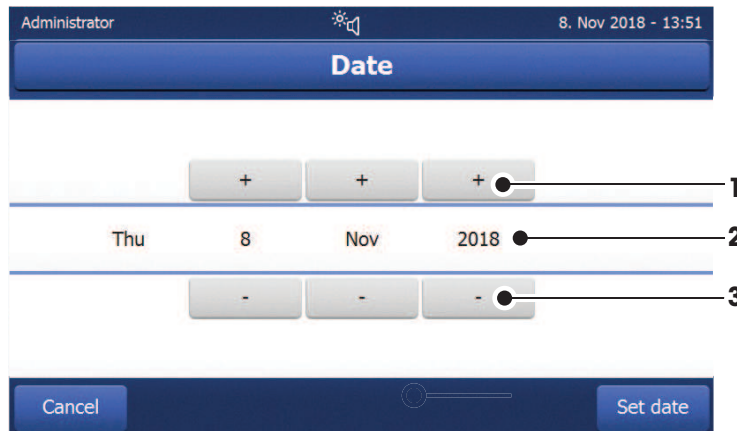 Administrator 8. Nov 2018 - 13:51
Date
+ + + 1
Thu 8 Nov 2018 2
- - - 3
Cancel Set date